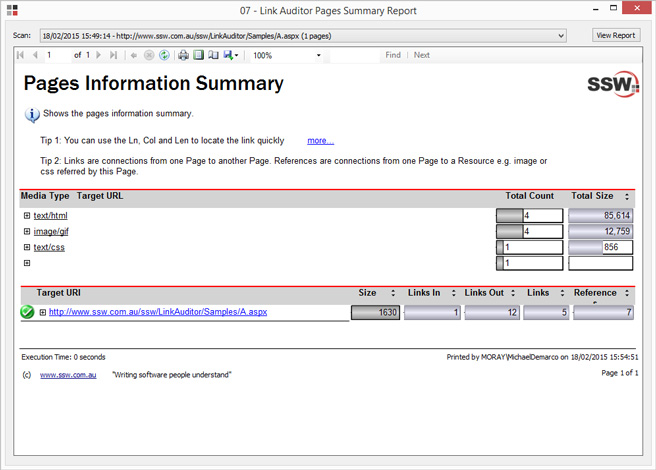 07 - Link Auditor Pages Summary Report
Scan: 18/02/2015 15:49:14 - http://www.ssw.com.au/ssw/LinkAuditor/Samples/A.aspx (1 pages) View Report
1 of 1 100% Find | Next
Pages Information Summary
SSW
Shows the pages information summary.
Tip 1: You can use the Ln, Col and Len to locate the link quickly more...
Tip 2: Links are connections from one Page to another Page. References are connections from one Page to a Resource e.g. image or
css referred by this Page.
Media Type Target URL Total Count Total Size
text/html 4 85,614
image/gif 4 12,759
text/css 1 856
1
Target URI Size Links In Links Out Links Reference
http://www.ssw.com.au/ssw/LinkAuditor/Samples/A.aspx 1630 1 12 5 7
Execution Time: 0 seconds Printed by MORAY\MichaelDemarco on 18/02/2015 15:54:51
(c) www.ssw.com.au "Writing software people understand" Page 1 of 1